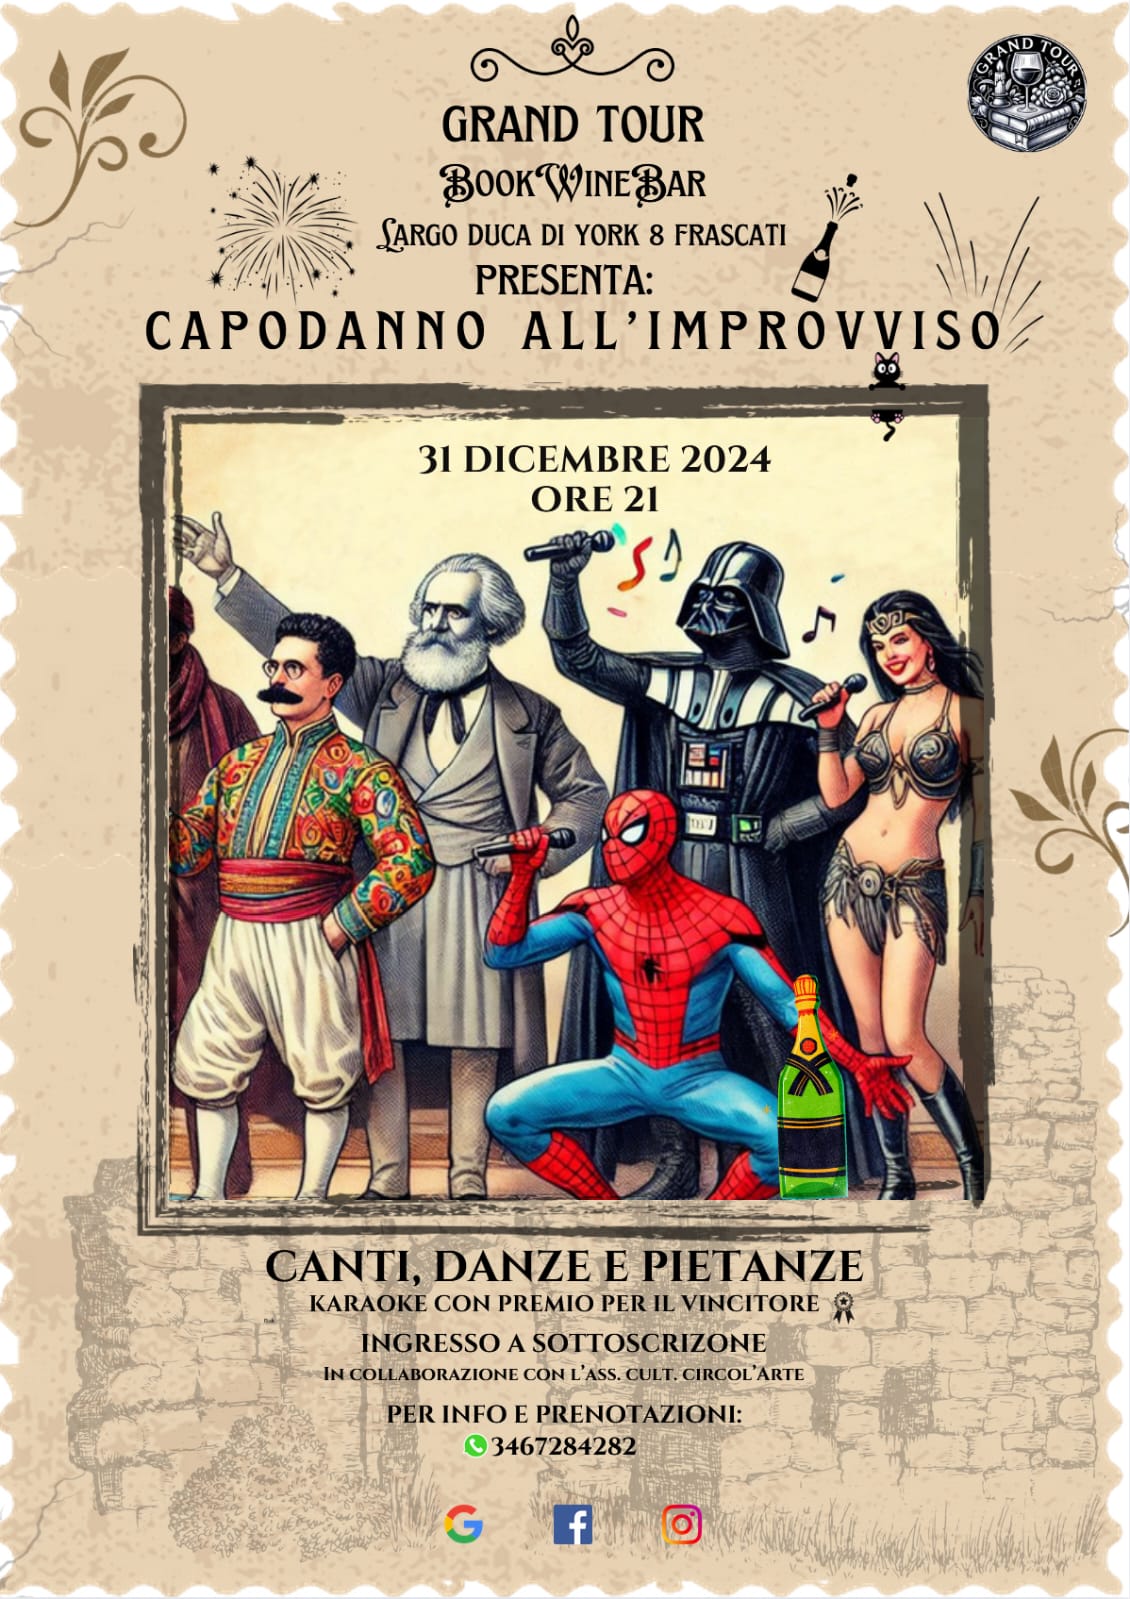 GRAND TOUR
GRAND TOUR
BOOKWINEBAR
LARGO DUCA DI YORK 8 FRASCATI
PRESENTA:
CAPODANNO ALL'IMPROVVISO
31 DICEMBRE 2024
ORE 21
CANTI, DANZE E PIETANZE
KARAOKE CON PREMIO PER IL VINCITORE
INGRESSO A SOTTOSCRIZONE
IN COLLABORAZIONE CON L'ASS. CULT. CIRCOL'ARTE
PER INFO E PRENOTAZIONI:
3467284282